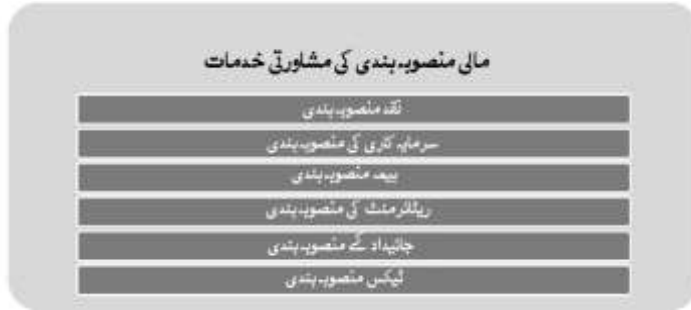 مالی منصوبہ بندی کی مشاورتی خدمات
نقد منصوبہ بندی
سرمایہ کاری کی منصوبہ بندی
بیمہ منصوبہ بندی
ریٹائرمنٹ کی منصوبہ بندی
جائیداد کے منصوبہ بندی
ٹیکس منصوبہ بندی